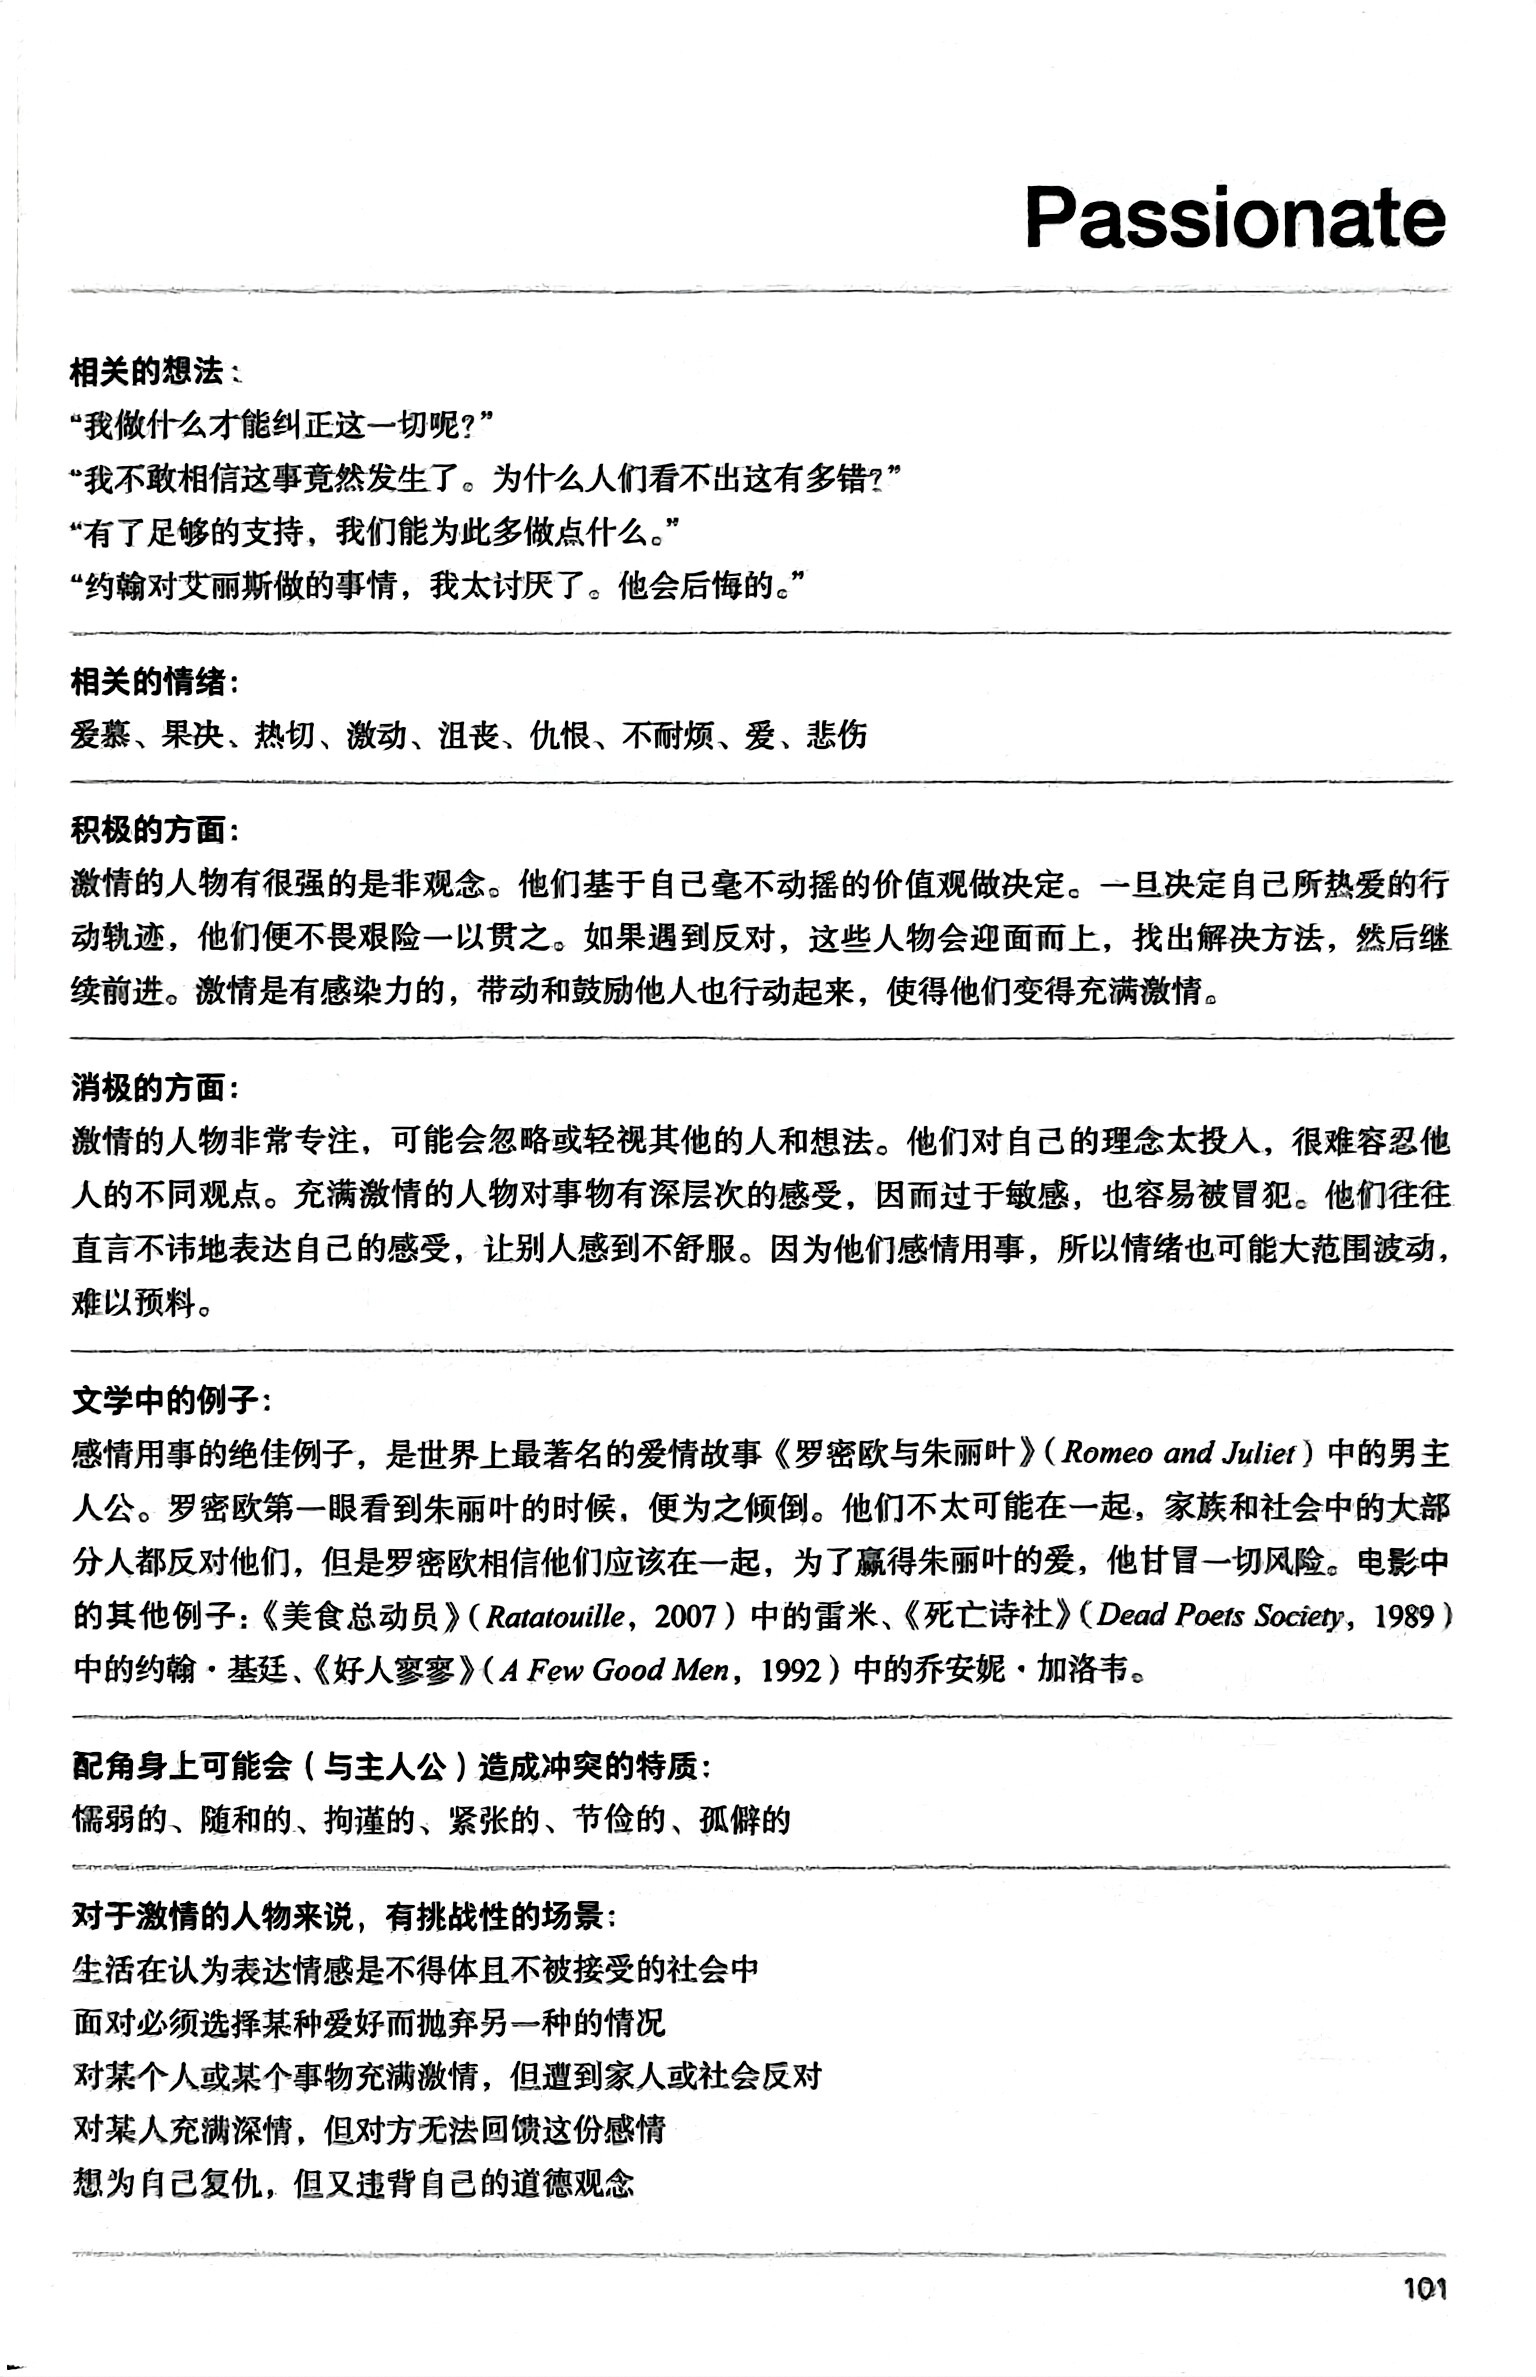 Passionate
相关的想法：
“我做什么才能纠正这一切呢？”
“我不敢相信这事竟然发生了。为什么人们看不出这有多错？”
“有了足够的支持，我们能为此多做点什么。”
“约翰对艾丽斯做的事情，我太讨厌了。他会后悔的。”
相关的情绪：
爱慕、果决、热切、激动、沮丧、仇恨、不耐烦、爱、悲伤
积极的方面：
激情的人物有很强的是非观念。他们基于自己毫不动摇的价值观做决定。一旦决定自己所热爱的行
动轨迹，他们便不畏艰险一以贯之。如果遇到反对，这些人物会迎面而上，找出解决方法，然后继
续前进。激情是有感染力的，带动和鼓励他人也行动起来，使得他们变得充满激情。
消极的方面：
激情的人物非常专注，可能会忽略或轻视其他的人和想法。他们对自己的理念太投入，很难容忍他
人的不同观点。充满激情的人物对事物有深层次的感受，因而过于敏感，也容易被冒犯。他们往往
直言不讳地表达自己的感受，让别人感到不舒服。因为他们感情用事，所以情绪也可能大范围波动，
难以预料。
文学中的例子：
感情用事的绝佳例子，是世界上最著名的爱情故事《罗密欧与朱丽叶》（Romeo and Juliet）中的男主
人公。罗密欧第一眼看到朱丽叶的时候，便为之倾倒。他们不太可能在一起，家族和社会中的大部
分人都反对他们，但是罗密欧相信他们应该在一起，为了赢得朱丽叶的爱，他甘冒一切风险。电影中
的其他例子：《美食总动员》（Ratatouille，2007）中的雷米、《死亡诗社》（Dead Poets Society，1989）
中的约翰·基廷、《好人寥寥》（A Few Good Men，1992）中的乔安妮·加洛韦。
配角身上可能会（与主人公）造成冲突的特质：
懦弱的、随和的、拘谨的、紧张的、节俭的、孤僻的
对于激情的人物来说，有挑战性的场景：
生活在认为表达情感是不得体且不被接受的社会中
面对必须选择某种爱好而抛弃另一种的情况
对某个人或某个事物充满激情，但遭到家人或社会反对
对某人充满深情，但对方无法回馈这份感情
想为自己复仇，但又违背自己的道德观念
101